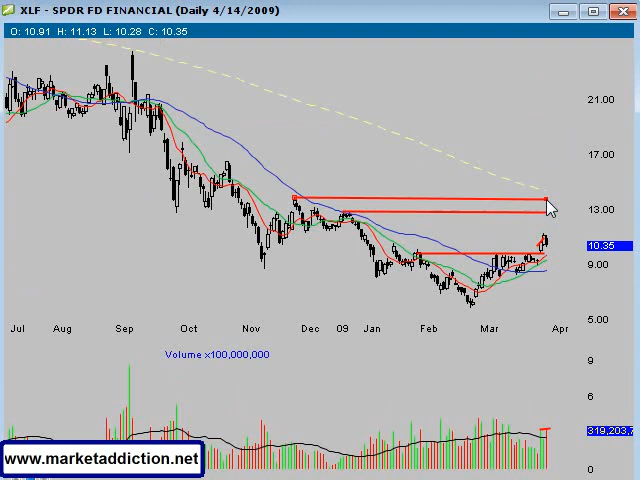 XLF - SPDR FD FINANCIAL (Daily 4/14/2009)
O: 10.91 H: 11.13 L: 10.28 C: 10.35
21.00
17.00
13.00
10.35
9.00
5.00
Jul Aug Sep Oct Nov Dec 09 Jan Feb Mar Apr
Volume x100,000,000
9
6
319,203,7
www.marketaddiction.net